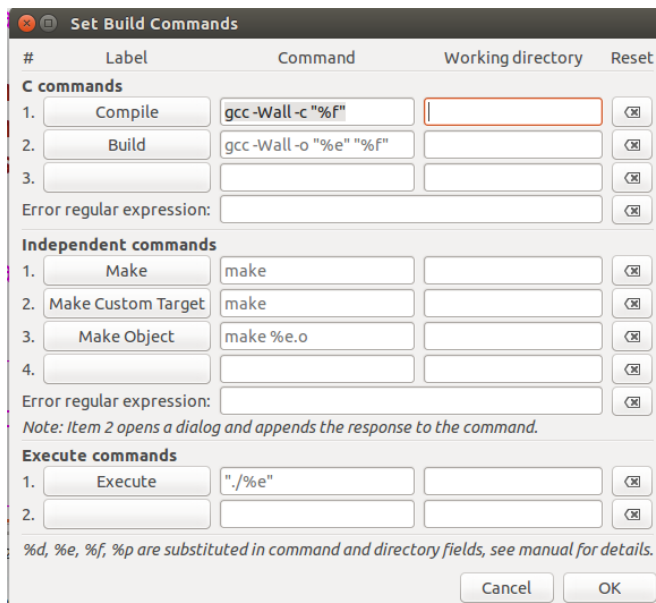 Set Build Commands
# Label Command Working directory Reset
C commands
1. Compile gcc -Wall -c "%f"
2. Build gcc -Wall -o "%e" "%f"
3.
Error regular expression:
Independent commands
1. Make make
2. Make Custom Target make
3. Make Object make %e.o
4.
Error regular expression:
Note: Item 2 opens a dialog and appends the response to the command.
Execute commands
1. Execute "./%e"
2.
%d, %e, %f, %p are substituted in command and directory fields, see manual for details.
Cancel OK